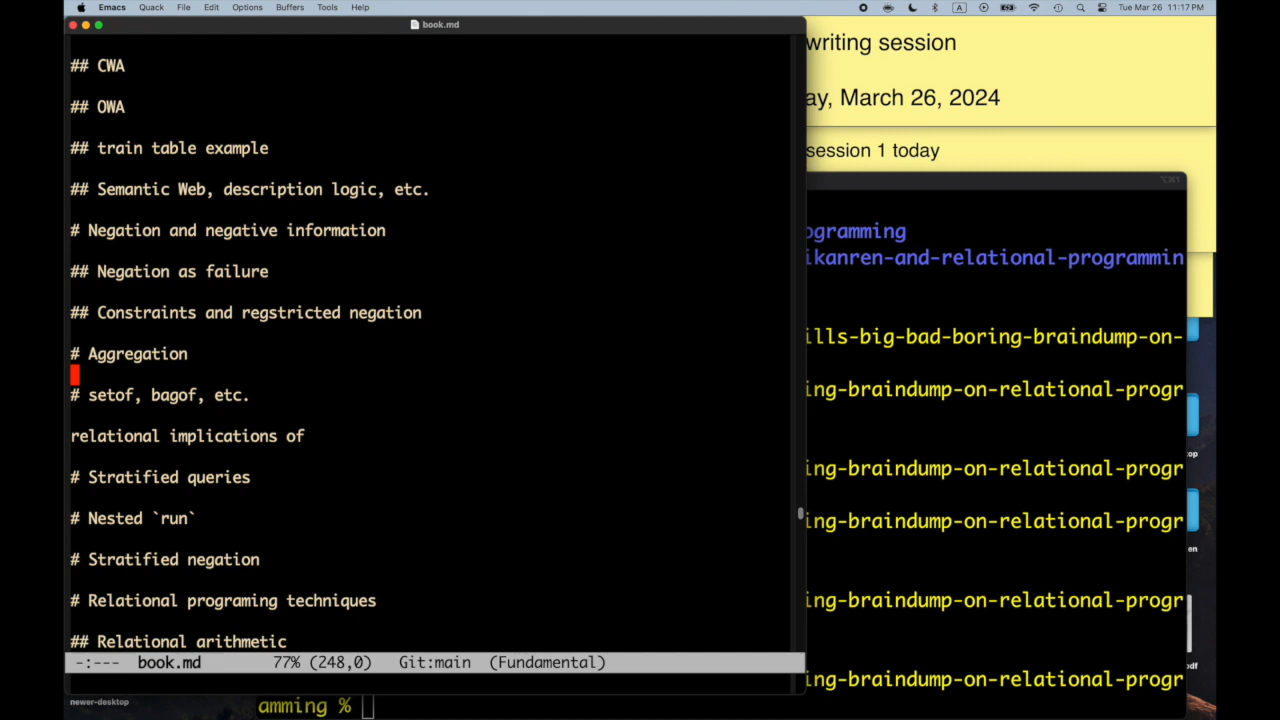 Emacs Quack File Edit Options Buffers Tools Help
Tue Mar 26 11:17 PM
book.md
## CWA
## OWA
## train table example
## Semantic Web, description logic, etc.
# Negation and negative information
## Negation as failure
## Constraints and regstricted negation
# Aggregation
# setof, bagof, etc.
relational implications of
# Stratified queries
# Nested `run`
# Stratified negation
# Relational programing techniques
## Relational arithmetic
-:--- book.md 77% (248,0) Git:main (Fundamental)
writing session
ay, March 26, 2024
session 1 today
⌥⌘1
ogramming
ikanren-and-relational-programmin
ills-big-bad-boring-braindump-on-
ing-braindump-on-relational-progr
ing-braindump-on-relational-progr
ing-braindump-on-relational-progr
ing-braindump-on-relational-progr
ing-braindump-on-relational-progr
top
en
pdf
newer-desktop
amming %